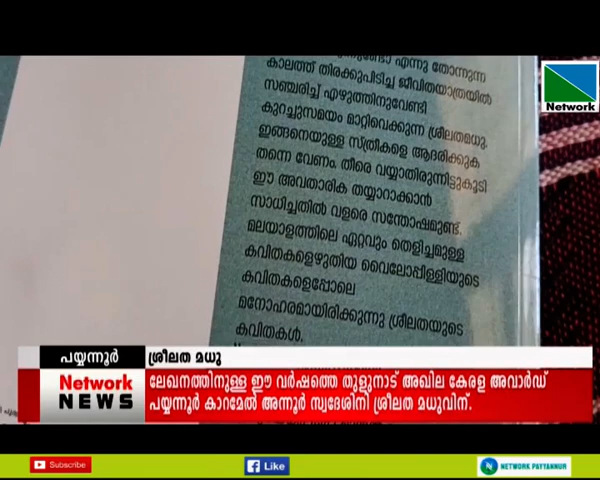 എന്നു തോന്നുന്ന
കാലത്ത് തിരക്കുപിടിച്ച ജീവിതയാത്രയിൽ
സഞ്ചരിച്ച് എഴുത്തിനുവേണ്ടി
കുറച്ചുസമയം മാറ്റിവെക്കുന്ന ശ്രീലതമധു.
ഇങ്ങനെയുള്ള സ്ത്രീകളെ ആദരിക്കുക
തന്നെ വേണം. തീരെ വയ്യാതിരുന്നിട്ടുകൂടി
ഈ അവതാരിക തയ്യാറാക്കാൻ
സാധിച്ചതിൽ വളരെ സന്തോഷമുണ്ട്.
മലയാളത്തിലെ ഏറ്റവും തെളിച്ചമുള്ള
കവിതകളെഴുതിയ വൈലോപ്പിള്ളിയുടെ
കവിതകളെപ്പോലെ
മനോഹരമായിരിക്കുന്നു ശ്രീലതയുടെ
കവിതകൾ.
Network
പയ്യന്നൂർ
ശ്രീലത മധു
Network NEWS
ലേഖനത്തിനുള്ള ഈ വർഷത്തെ തുളുനാട് അഖില കേരള അവാർഡ്
പയ്യന്നൂർ കാറമേൽ അന്നൂർ സ്വദേശിനി ശ്രീലത മധുവിന്.
Subscribe
Like
NETWORK PAYYANNUR